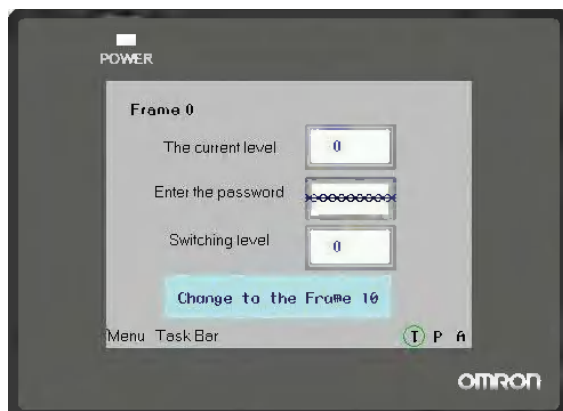 POWER
Frame 0
The current level 0
Enter the password
Switching level 0
Change to the Frame 10
Menu Task Bar T P A
OMRON